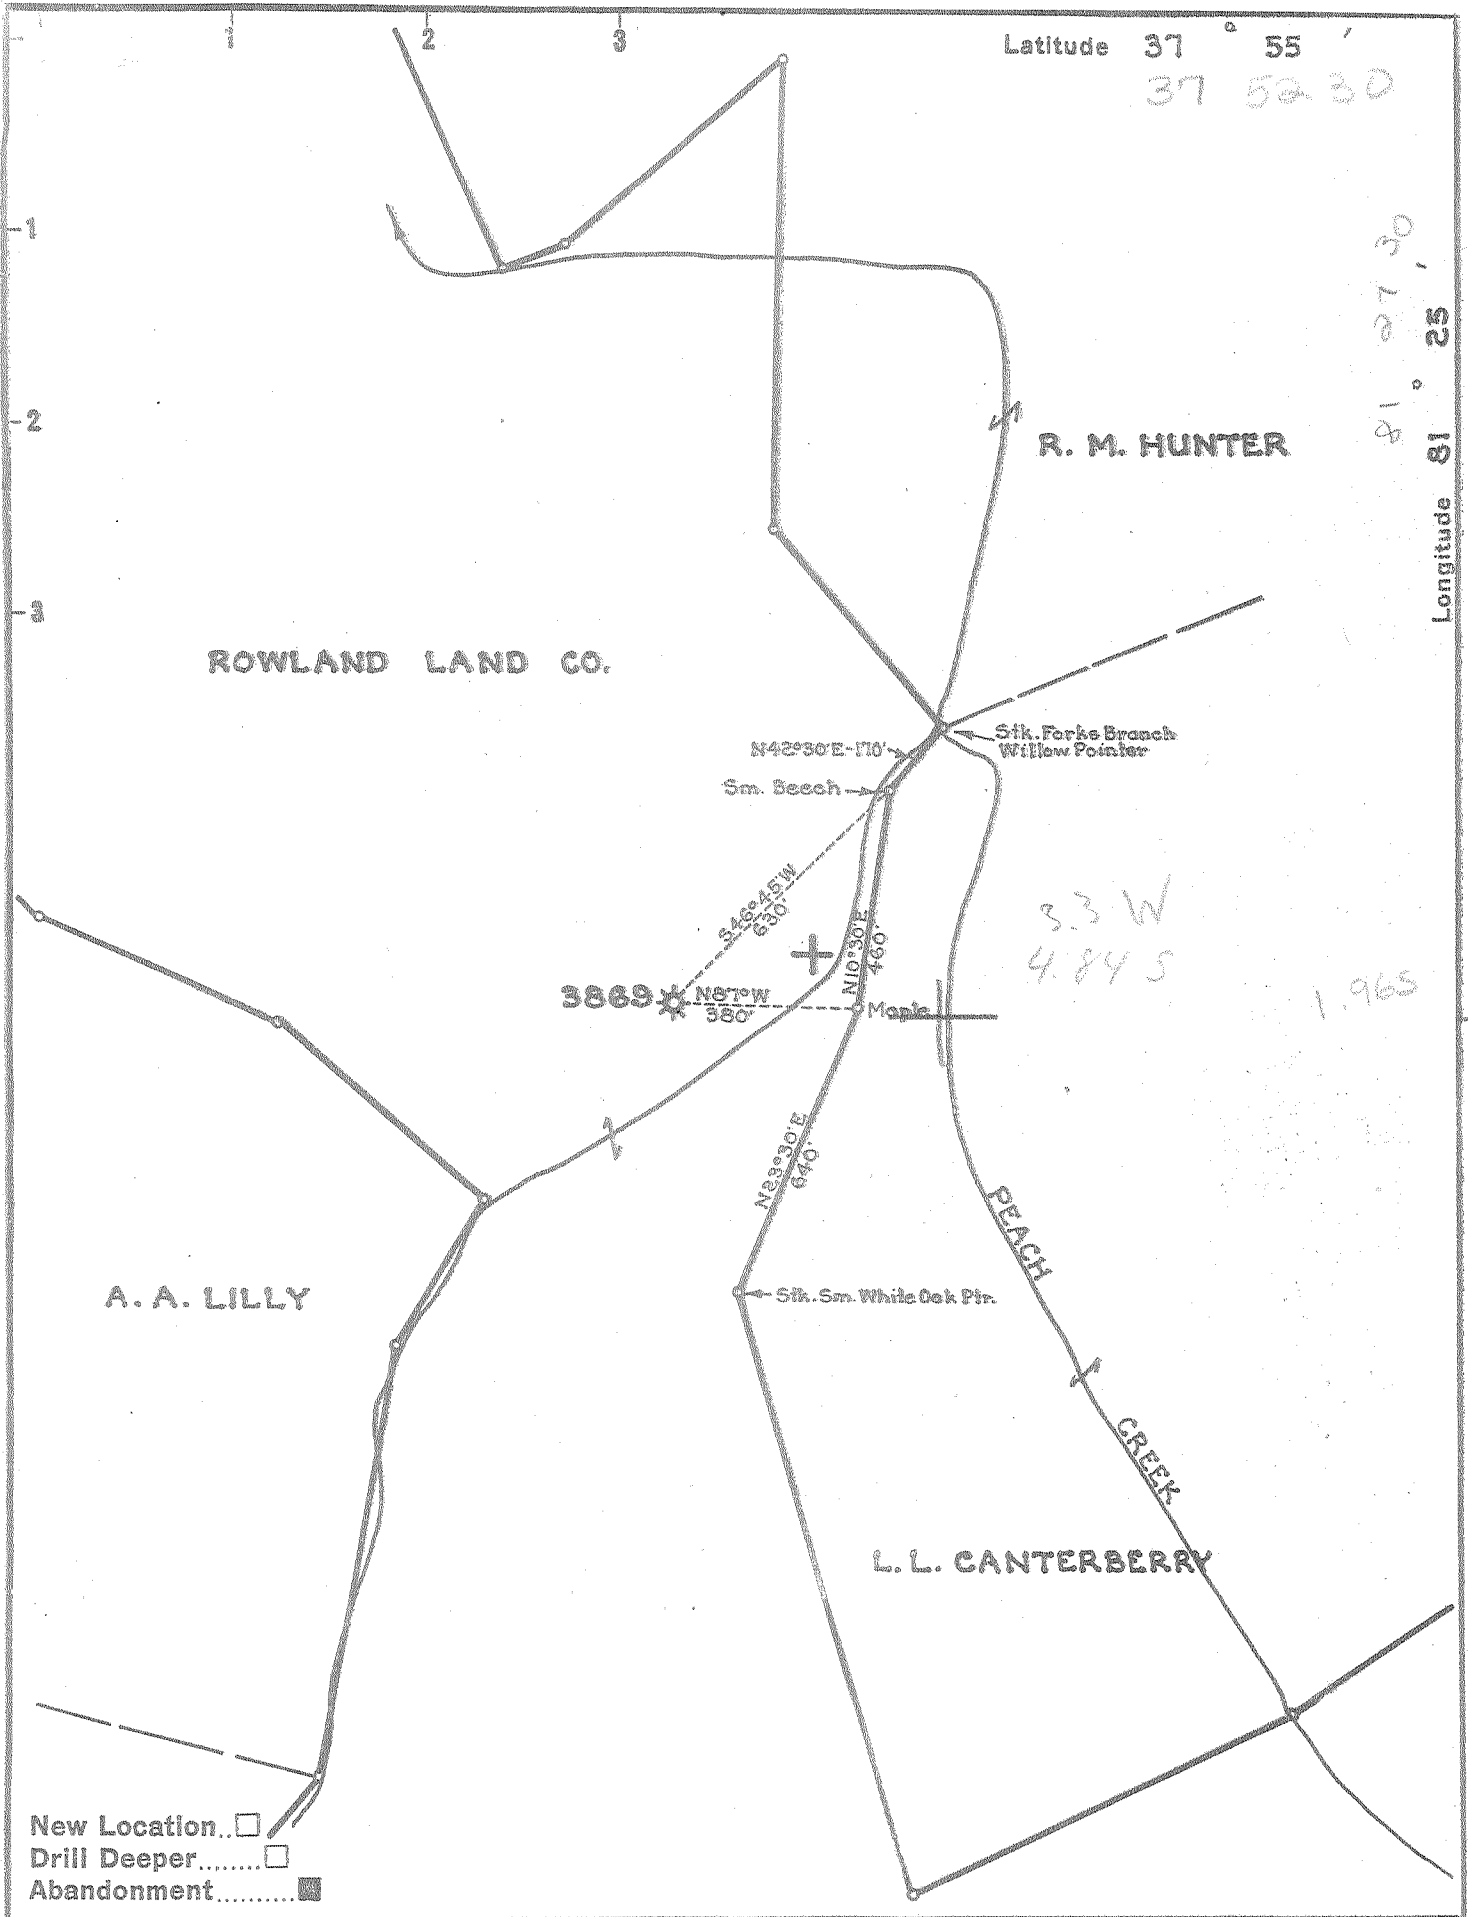 1 2 3
Latitude 37° 55'
37 52 30
81 27 30
Longitude 81° 25'
1
2
3
R. M. HUNTER
ROWLAND LAND CO.
Stk. Forks Branch
Willow Pointer
N42°30'E-170'
Sm. Beech
S46°45'W
630'
N10°30'E
460'
3869
N87°W
380'
Maple
3.3 W
4.84 S
1.96S
N23°30'E
640'
PEACH
CREEK
A. A. LILLY
Stk. Sm. White Oak Ptr.
L. L. CANTERBERRY
New Location..
Drill Deeper........
Abandonment..........